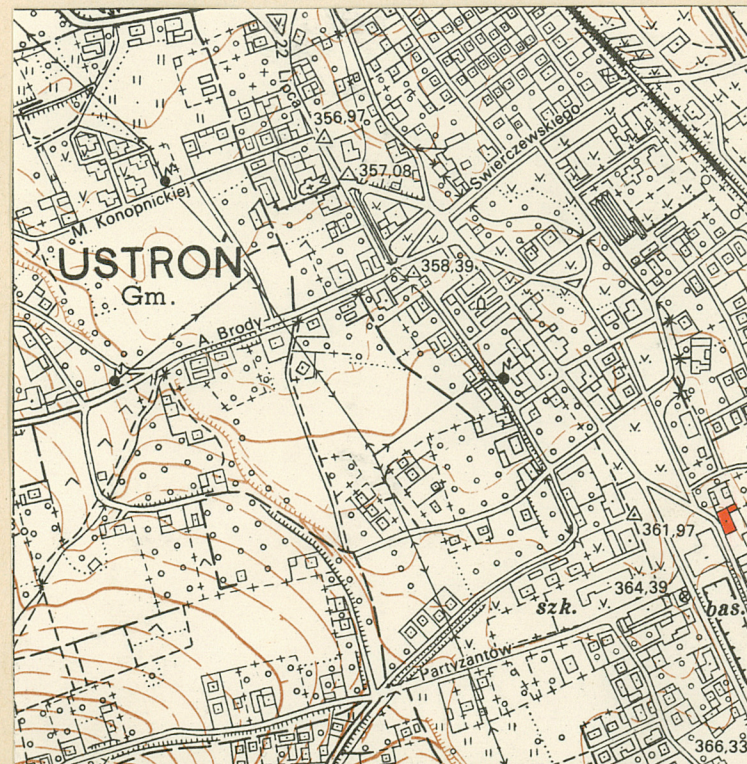 356,97
357,08
Świerczewskiego
M. Konopnickiej
USTROŃ
Gm.
358,39
A. Brody
361,97
364,39
szk.
bas.
Partyzantów
366,33